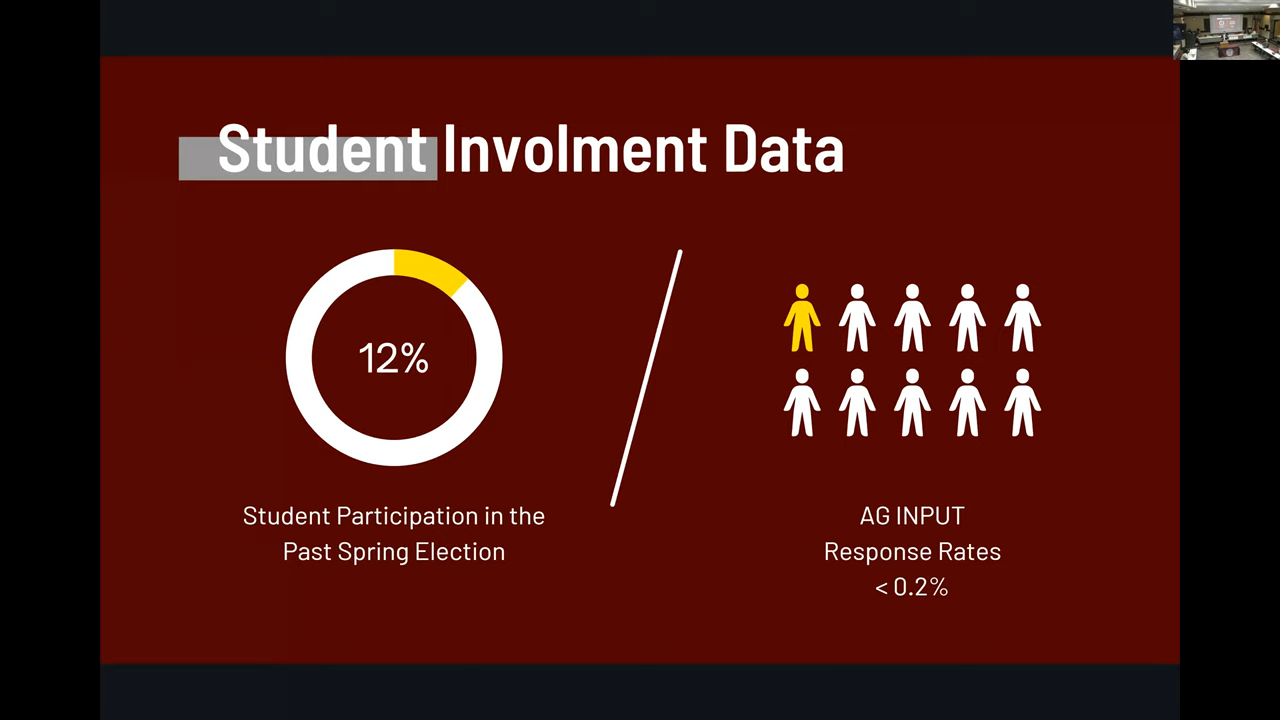 Student Involment Data
12%
Student Participation in the
Past Spring Election
AG INPUT
Response Rates
< 0.2%